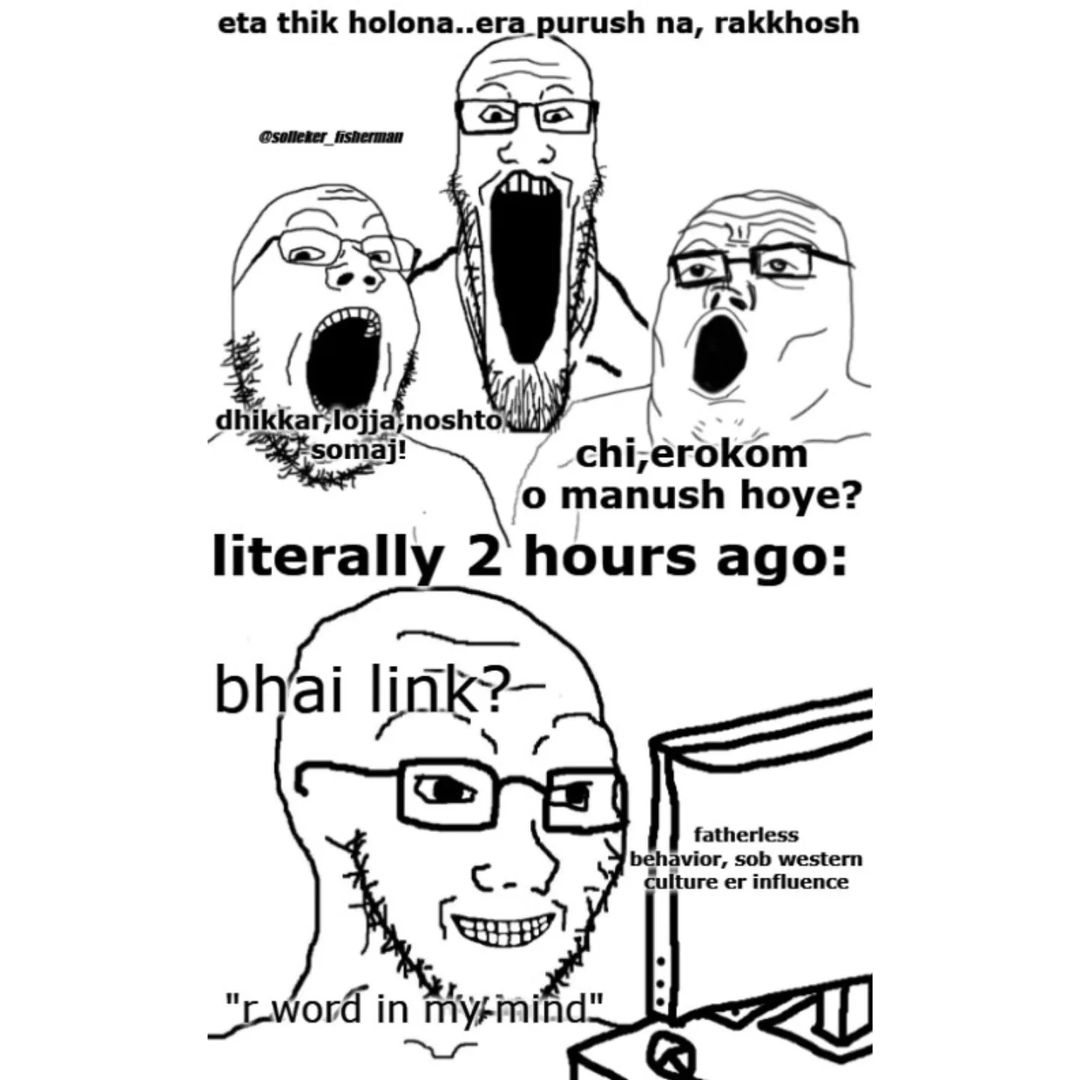 eta thik holona..era purush na, rakkhosh
@solleker_fisherman
dhikkar,lojja,noshto
somaj!
chi,erokom
o manush hoye?
literally 2 hours ago:
bhai link?
fatherless
behavior, sob western
culture er influence
"r word in my mind"